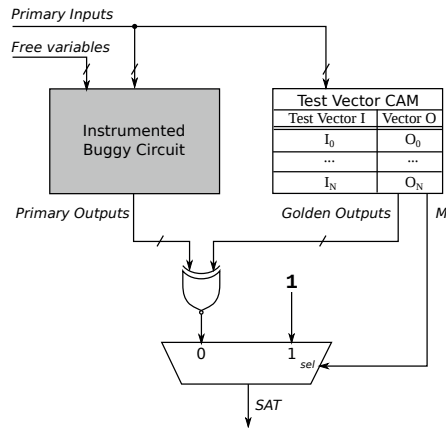 Primary Inputs
Free variables
Test Vector CAM
Test Vector I Vector O
I0 O0
... ...
IN ON
Instrumented
Buggy Circuit
Primary Outputs
Golden Outputs
M
1
0 1
sel
SAT